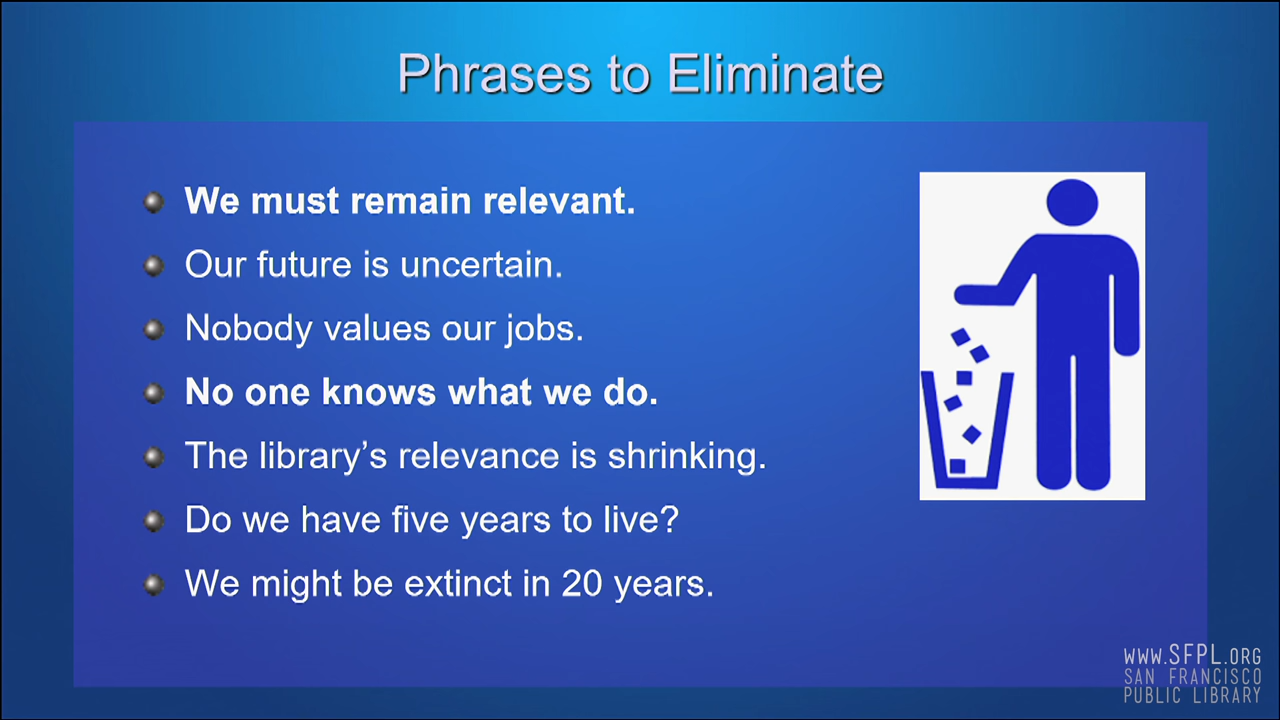 Phrases to Eliminate
We must remain relevant.
Our future is uncertain.
Nobody values our jobs.
No one knows what we do.
The library’s relevance is shrinking.
Do we have five years to live?
We might be extinct in 20 years.
WWW.SFPL.ORG
SAN FRANCISCO
PUBLIC LIBRARY